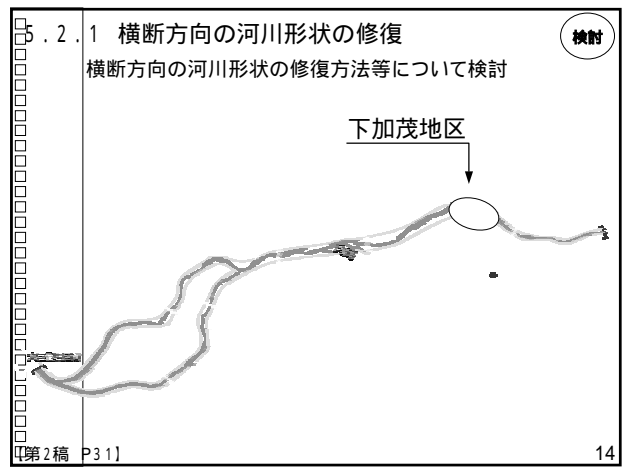 5.2.1 横断方向の河川形状の修復
検討
横断方向の河川形状の修復方法等について検討
下加茂地区
【第2稿 P31】
14